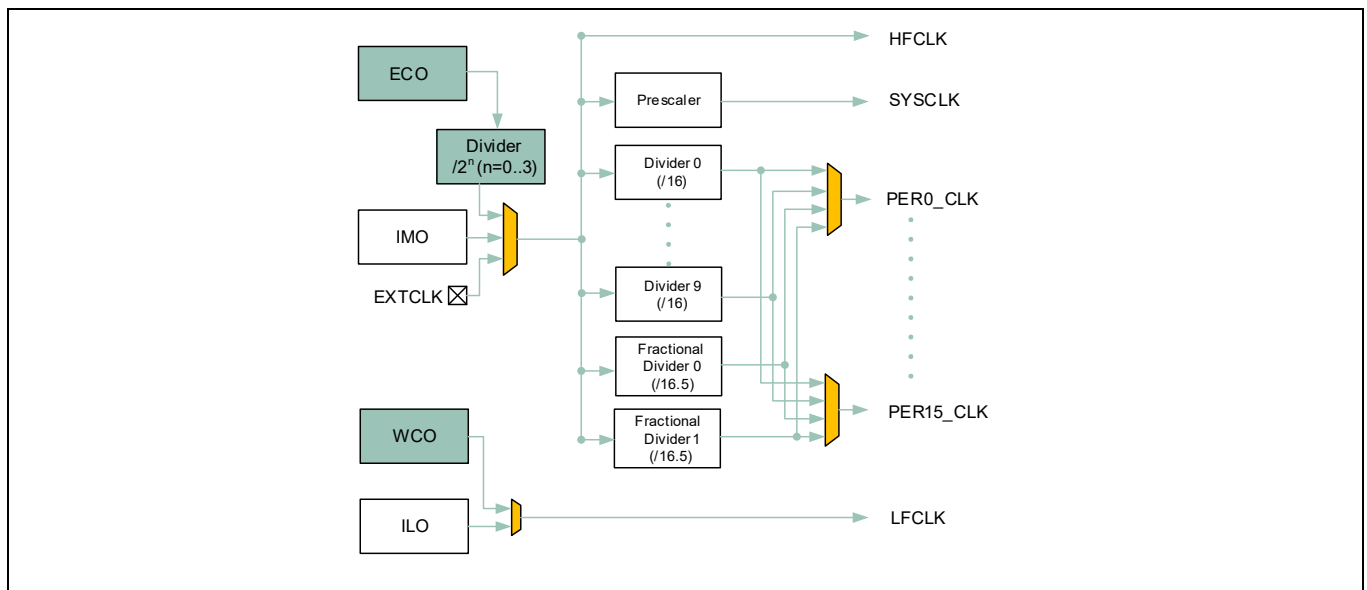 HFCLK
ECO
Prescaler
SYSCLK
Divider
/2ⁿ(n=0..3)
Divider 0
(/16)
PER0_CLK
IMO
EXTCLK
Divider 9
(/16)
Fractional
Divider 0
(/16.5)
PER15_CLK
WCO
Fractional
Divider 1
(/16.5)
LFCLK
ILO